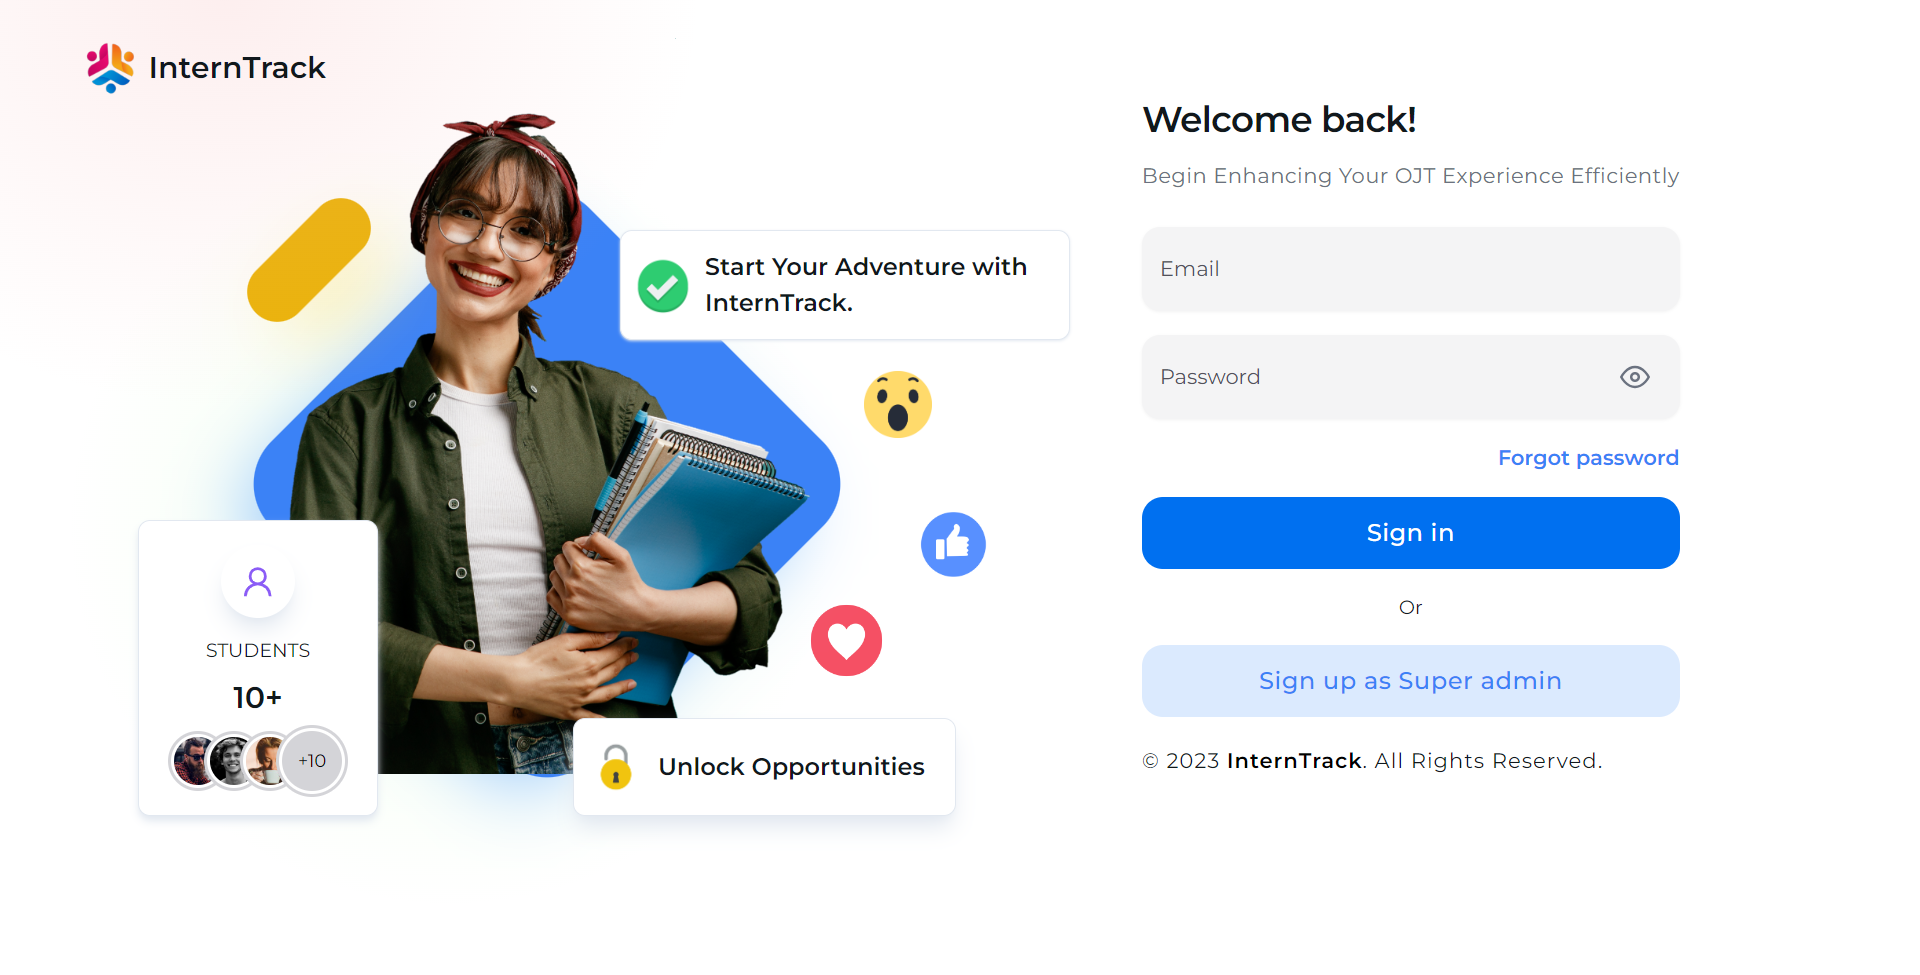 InternTrack
Start Your Adventure with
InternTrack.
STUDENTS
10+
+10
Unlock Opportunities
Welcome back!
Begin Enhancing Your OJT Experience Efficiently
Email
Password
Forgot password
Sign in
Or
Sign up as Super admin
© 2023 InternTrack. All Rights Reserved.